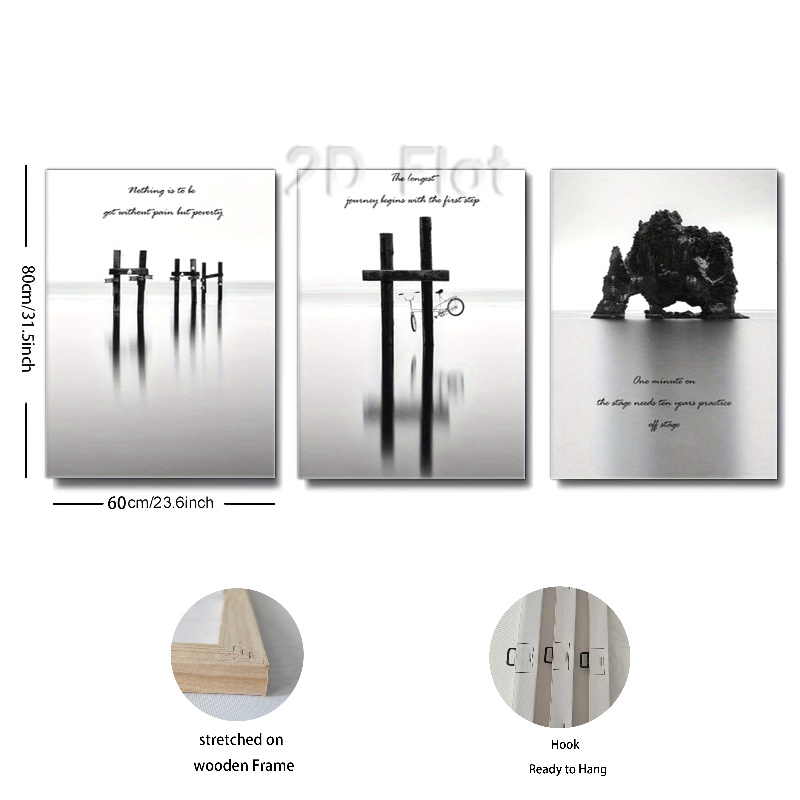 2D Flat
Nothing is to be
got without pain but poverty
The longest
journey begins with the first step
One minute on
the stage needs ten years practice
off stage
80cm/31.5inch
60cm/23.6inch
stretched on
wooden Frame
Hook
Ready to Hang